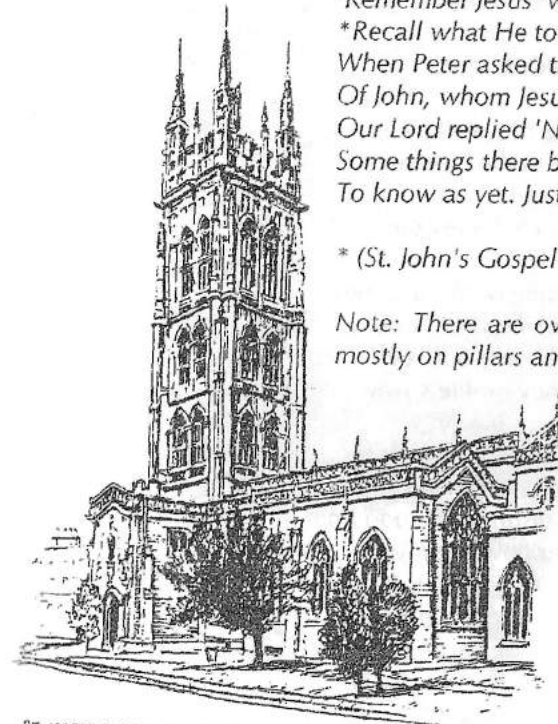 'Remember Jesus'
*Recall what He to
When Peter asked t
Of John, whom Jesu
Our Lord replied 'N
Some things there b
To know as yet. Just
* (St. John's Gospel
Note: There are ov
mostly on pillars an